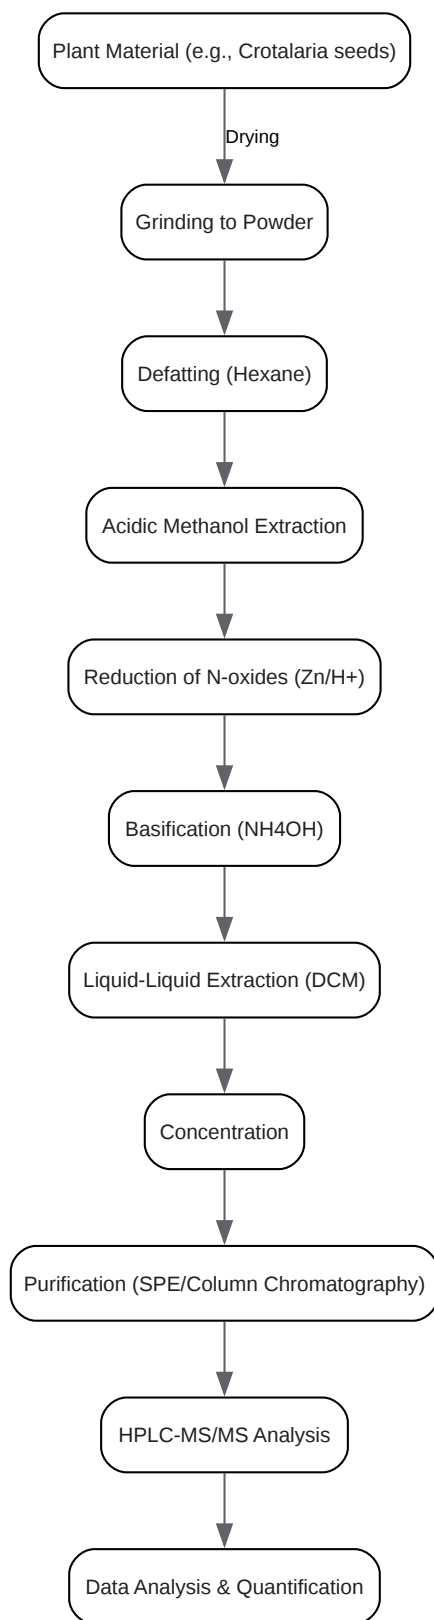 Plant Material (e.g., Crotalaria seeds)
Drying
Grinding to Powder
Defatting (Hexane)
Acidic Methanol Extraction
Reduction of N-oxides (Zn/H+)
Basification (NH4OH)
Liquid-Liquid Extraction (DCM)
Concentration
Purification (SPE/Column Chromatography)
HPLC-MS/MS Analysis
Data Analysis & Quantification